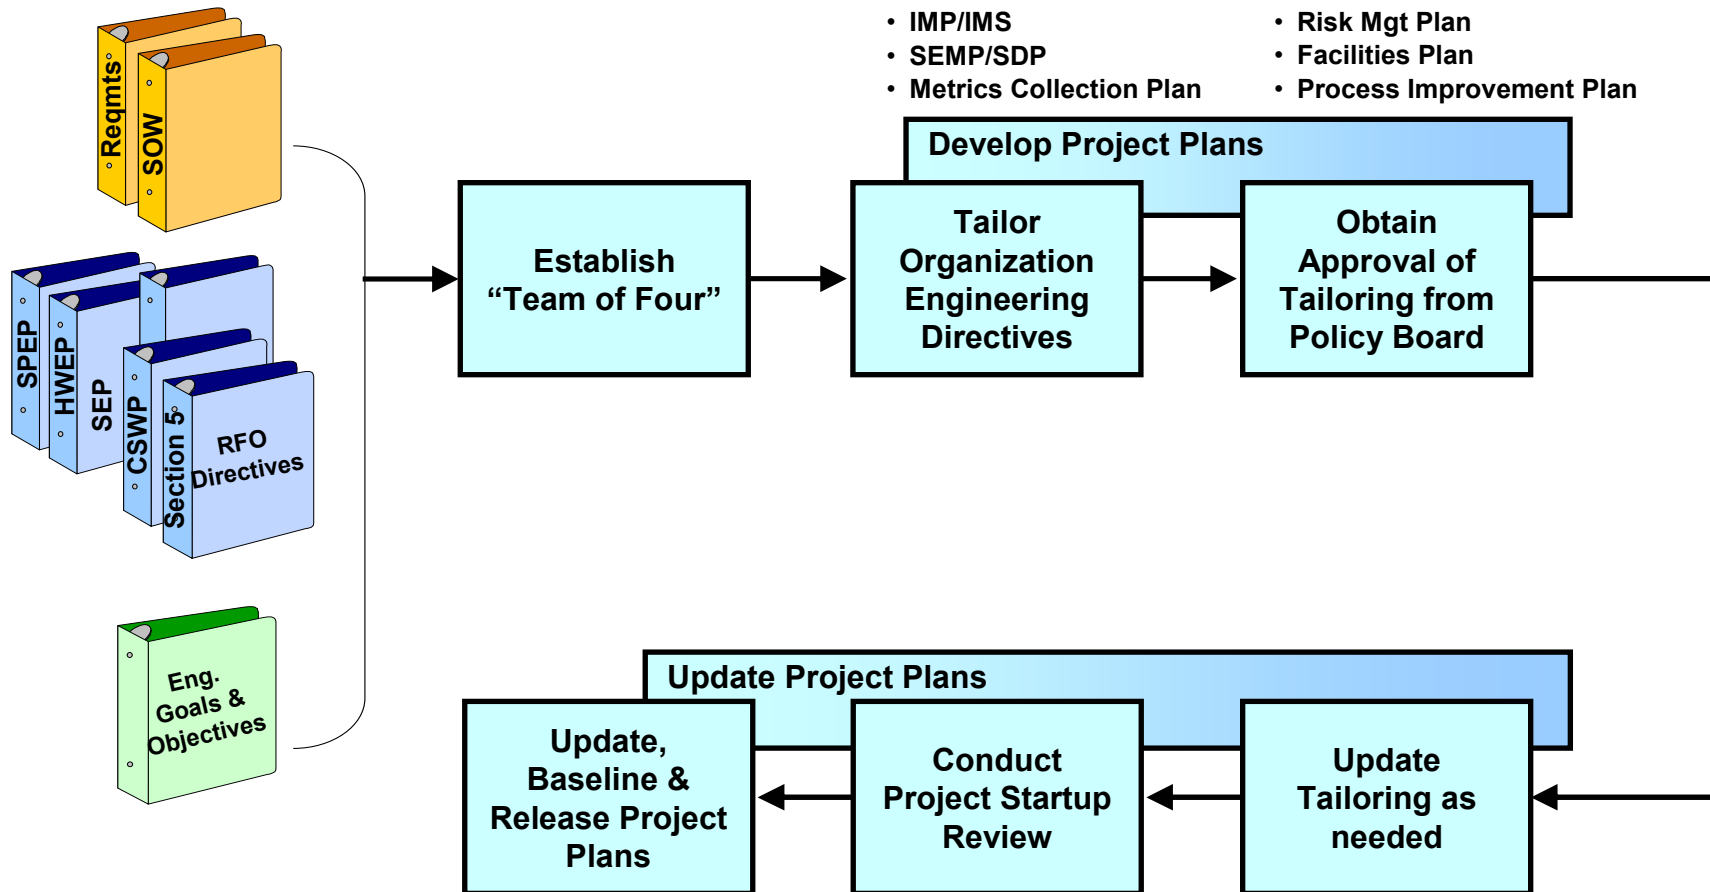 • IMP/IMS
• SEMP/SDP
• Metrics Collection Plan
• Risk Mgt Plan
• Facilities Plan
• Process Improvement Plan
Reqmts
SOW
Develop Project Plans
Establish
“Team of Four”
Tailor
Organization
Engineering
Directives
Obtain
Approval of
Tailoring from
Policy Board
SPEP
HWEP
SEP
CSWP
Section 5
RFO
Directives
Eng.
Goals &
Objectives
Update Project Plans
Update,
Baseline &
Release Project
Plans
Conduct
Project Startup
Review
Update
Tailoring as
needed